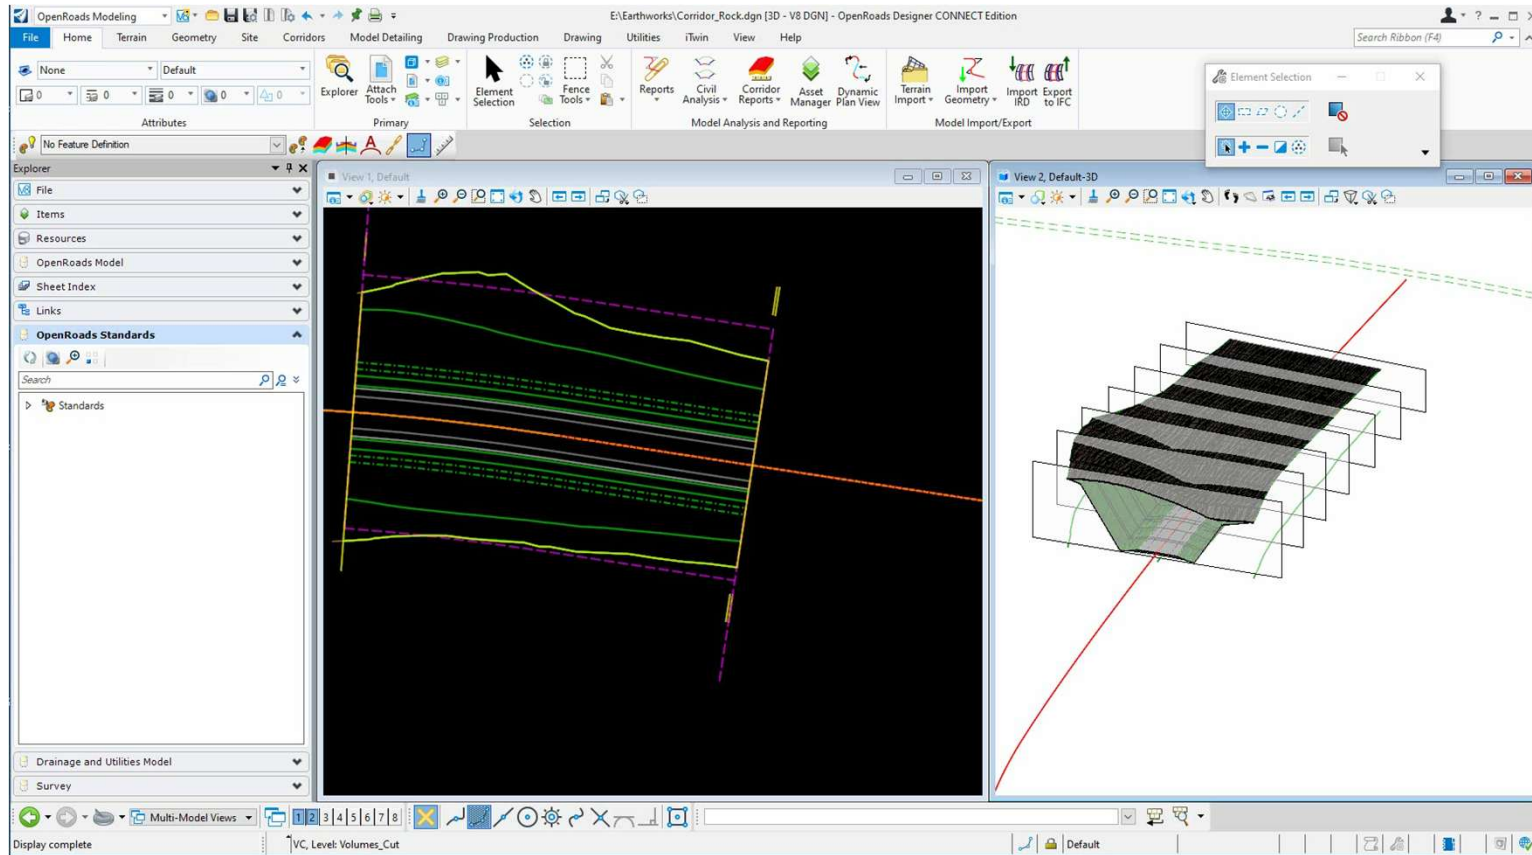 OpenRoads Modeling
E:\Earthworks\Corridor_Rock.dgn [3D - V8 DGN] - OpenRoads Designer CONNECT Edition
File Home Terrain Geometry Site Corridors Model Detailing Drawing Production Drawing Utilities iTwin View Help
Search Ribbon (F4)
None Default
0 0 0 0 0
Explorer Attach Tools Element Selection Fence Tools Reports Civil Analysis Corridor Reports Asset Manager Dynamic Plan View Terrain Import Import Geometry Import IRD Export to IFC
Attributes Primary Selection Model Analysis and Reporting Model Import/Export
Element Selection
No Feature Definition
Explorer
File
Items
Resources
OpenRoads Model
Sheet Index
Links
OpenRoads Standards
Search
Standards
Drainage and Utilities Model
Survey
View 1, Default
View 2, Default-3D
Multi-Model Views 1 2 3 4 5 6 7 8
Display complete VC, Level: Volumes_Cut Default